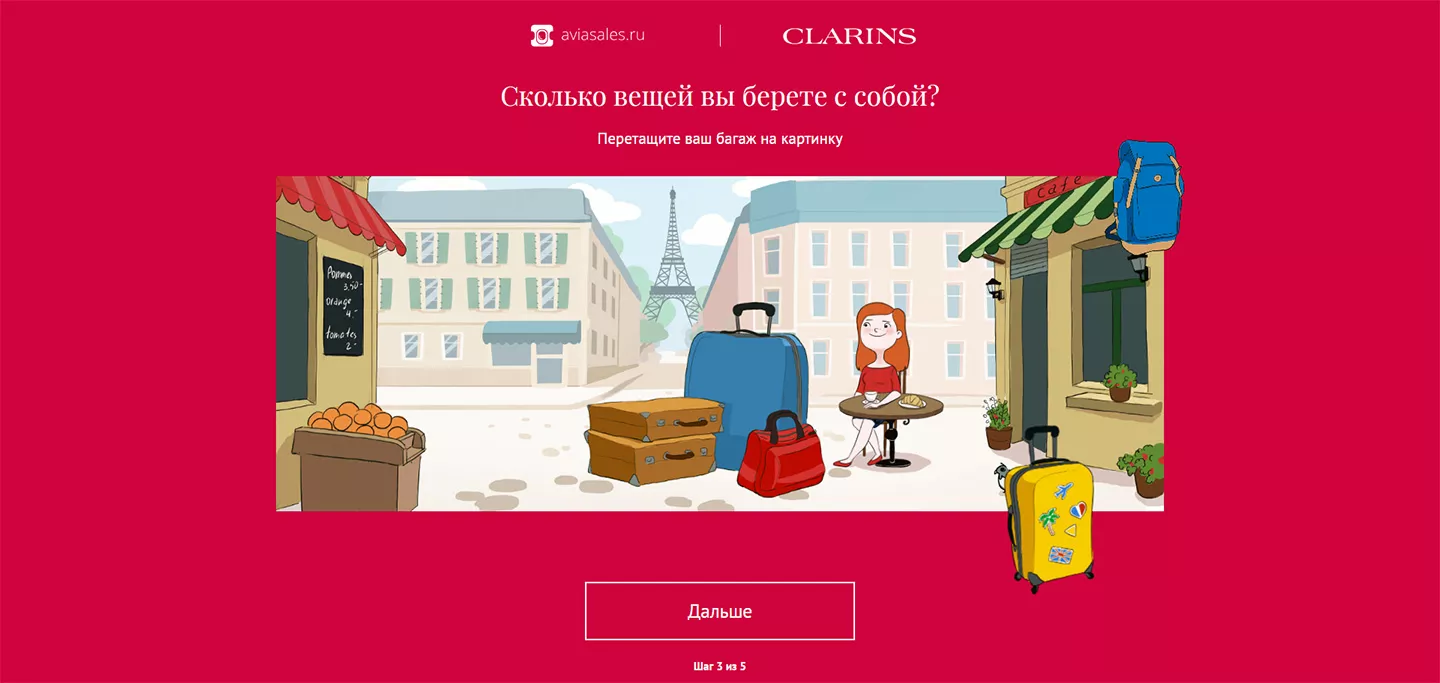 aviasales.ru
CLARINS
Сколько вещей вы берете с собой?
Перетащите ваш багаж на картинку
cafe
Pommes
3,50-
Orange
4,-
tomates
2-
Дальше
Шаг 3 из 5